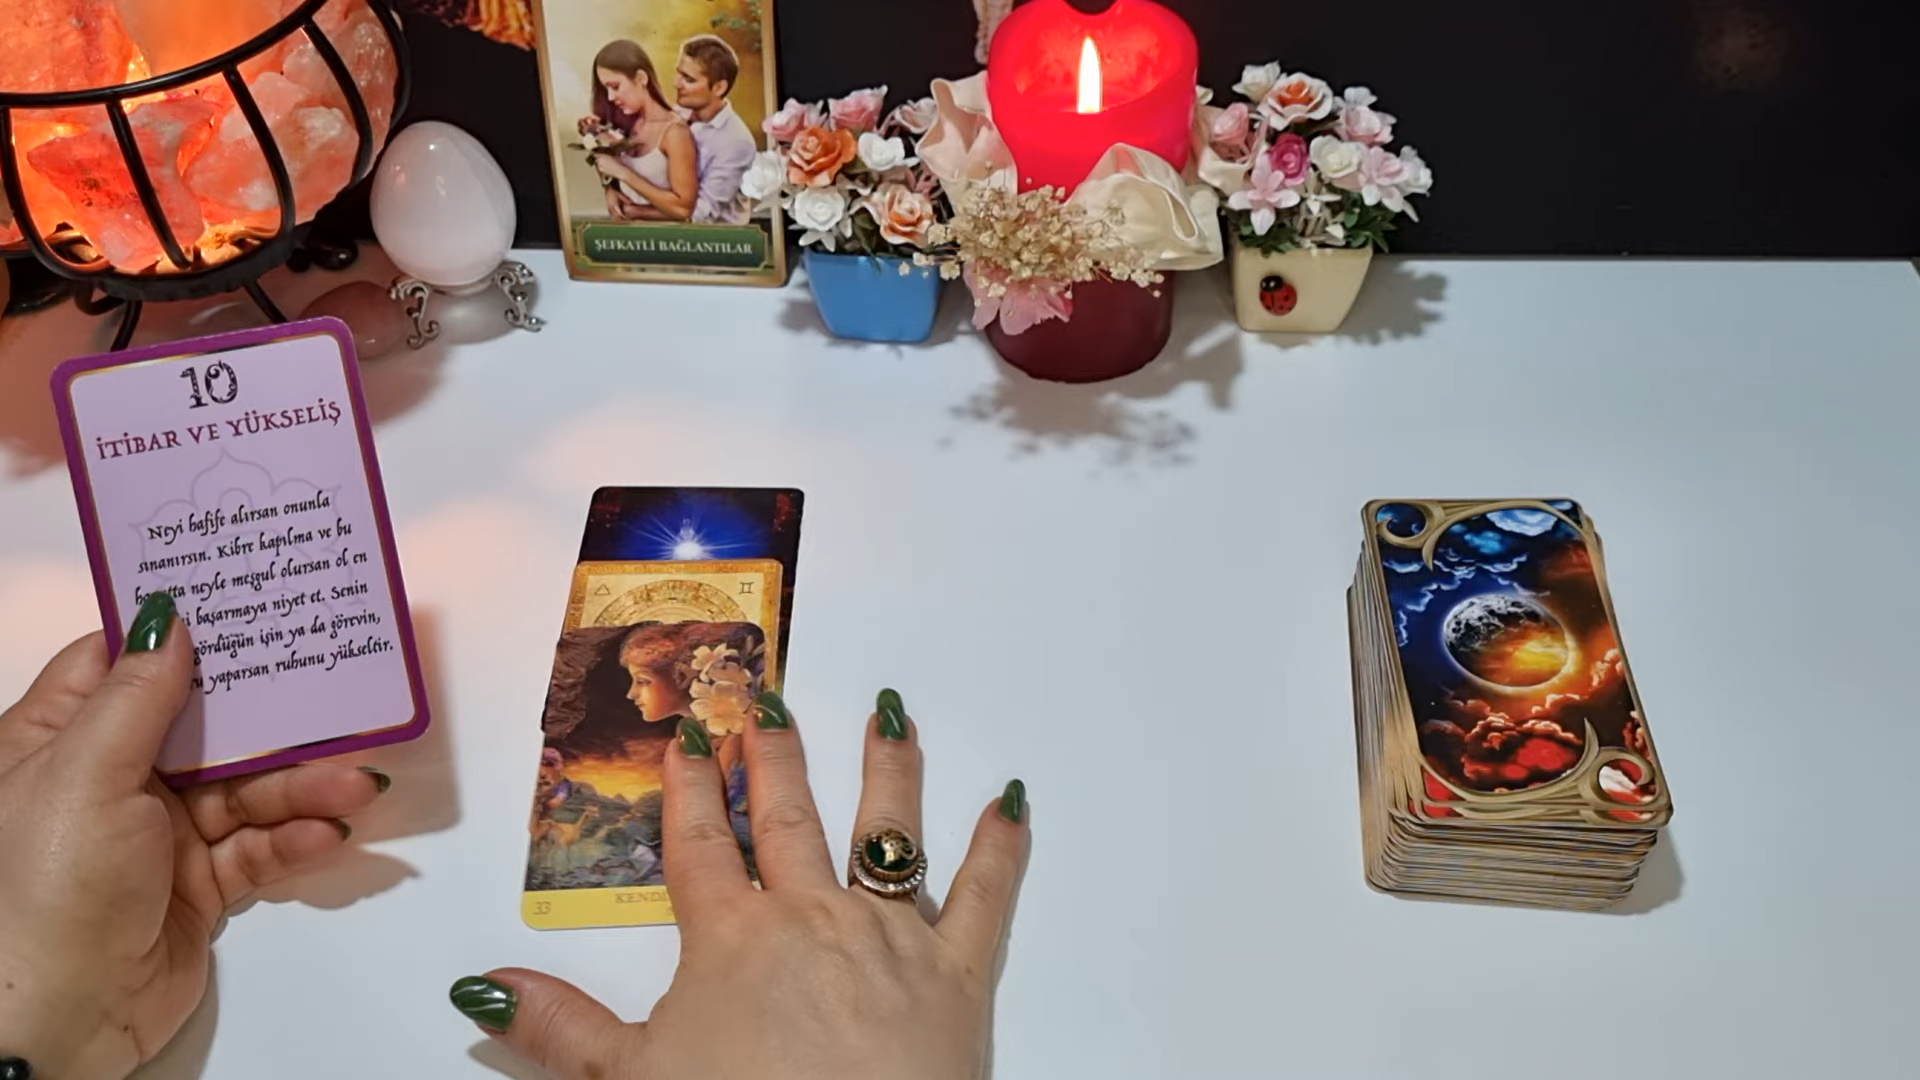 ŞEFKATLİ BAĞLANTILAR
10
İTİBAR VE YÜKSELİŞ
Neyi hafife alırsan onunla
sınanırsın. Kibre kapılma ve bu
neyle meşgul olursan ol en
başarmaya niyet et. Senin
gördüğün işin ya da görevin,
yaparsan ruhunu yükseltir.
33